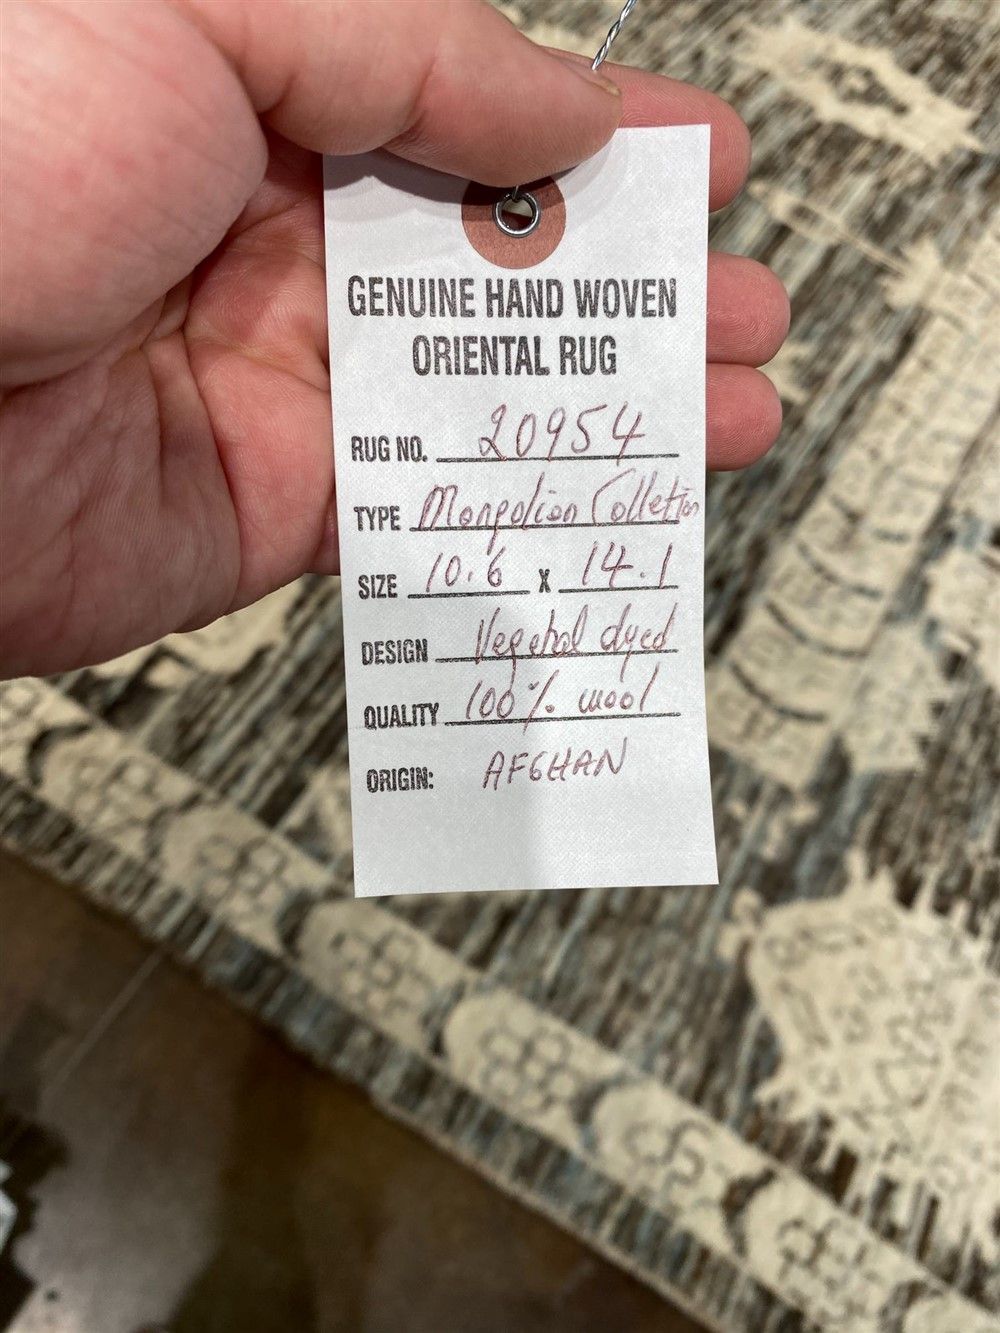 GENUINE HAND WOVEN
ORIENTAL RUG
RUG NO. 20954
TYPE Mongolian Colletion
SIZE 10.6 X 14.1
DESIGN Vegetal dyed
QUALITY 100% wool
ORIGIN: AFGHAN